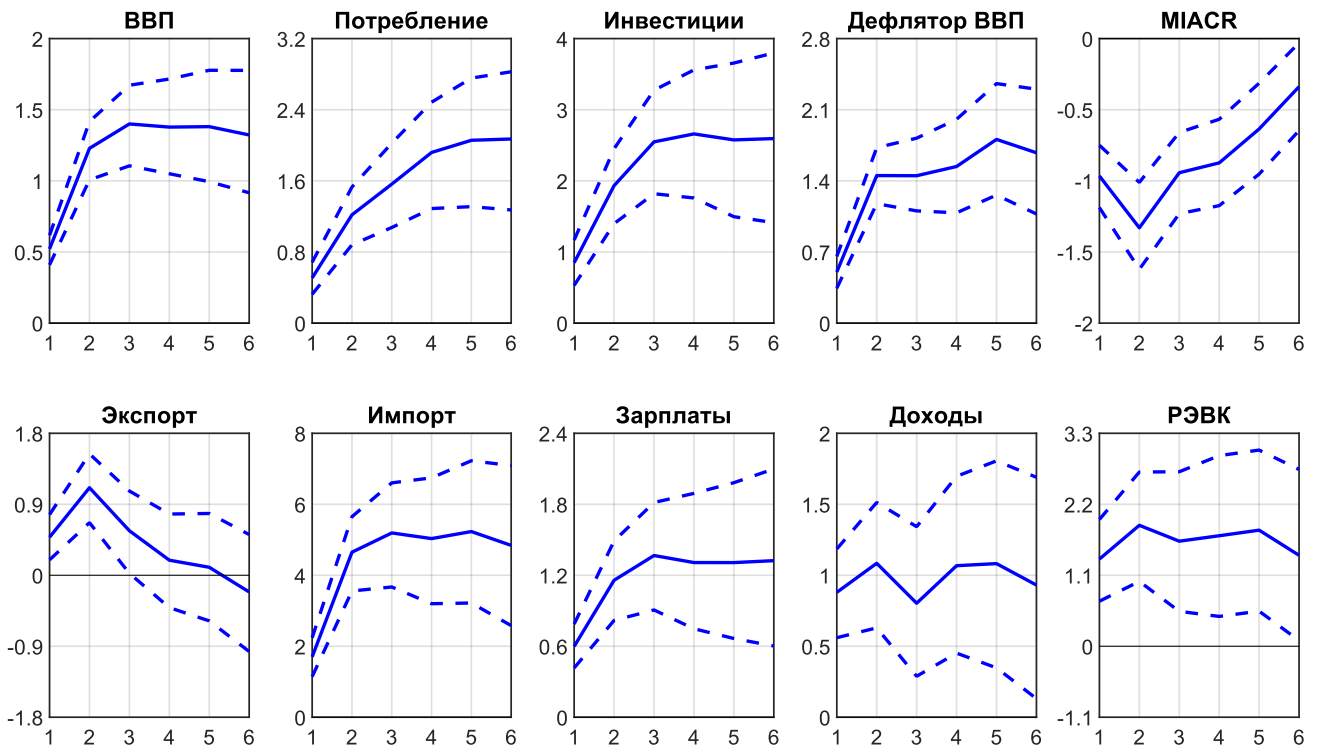 ВВП Потребление Инвестиции Дефлятор ВВП MIACR
2 3.2 4 2.8 0
1.5 2.4 3 2.1 -0.5
1 1.6 2 1.4 -1
0.5 0.8 1 0.7 -1.5
0 0 0 0 -2
1 2 3 4 5 6 1 2 3 4 5 6 1 2 3 4 5 6 1 2 3 4 5 6 1 2 3 4 5 6
Экспорт Импорт Зарплаты Доходы РЭВК
1.8 8 2.4 2 3.3
0.9 6 1.8 1.5 2.2
0 4 1.2 1 1.1
-0.9 2 0.6 0.5 0
-1.8 0 0 0 -1.1
1 2 3 4 5 6 1 2 3 4 5 6 1 2 3 4 5 6 1 2 3 4 5 6 1 2 3 4 5 6